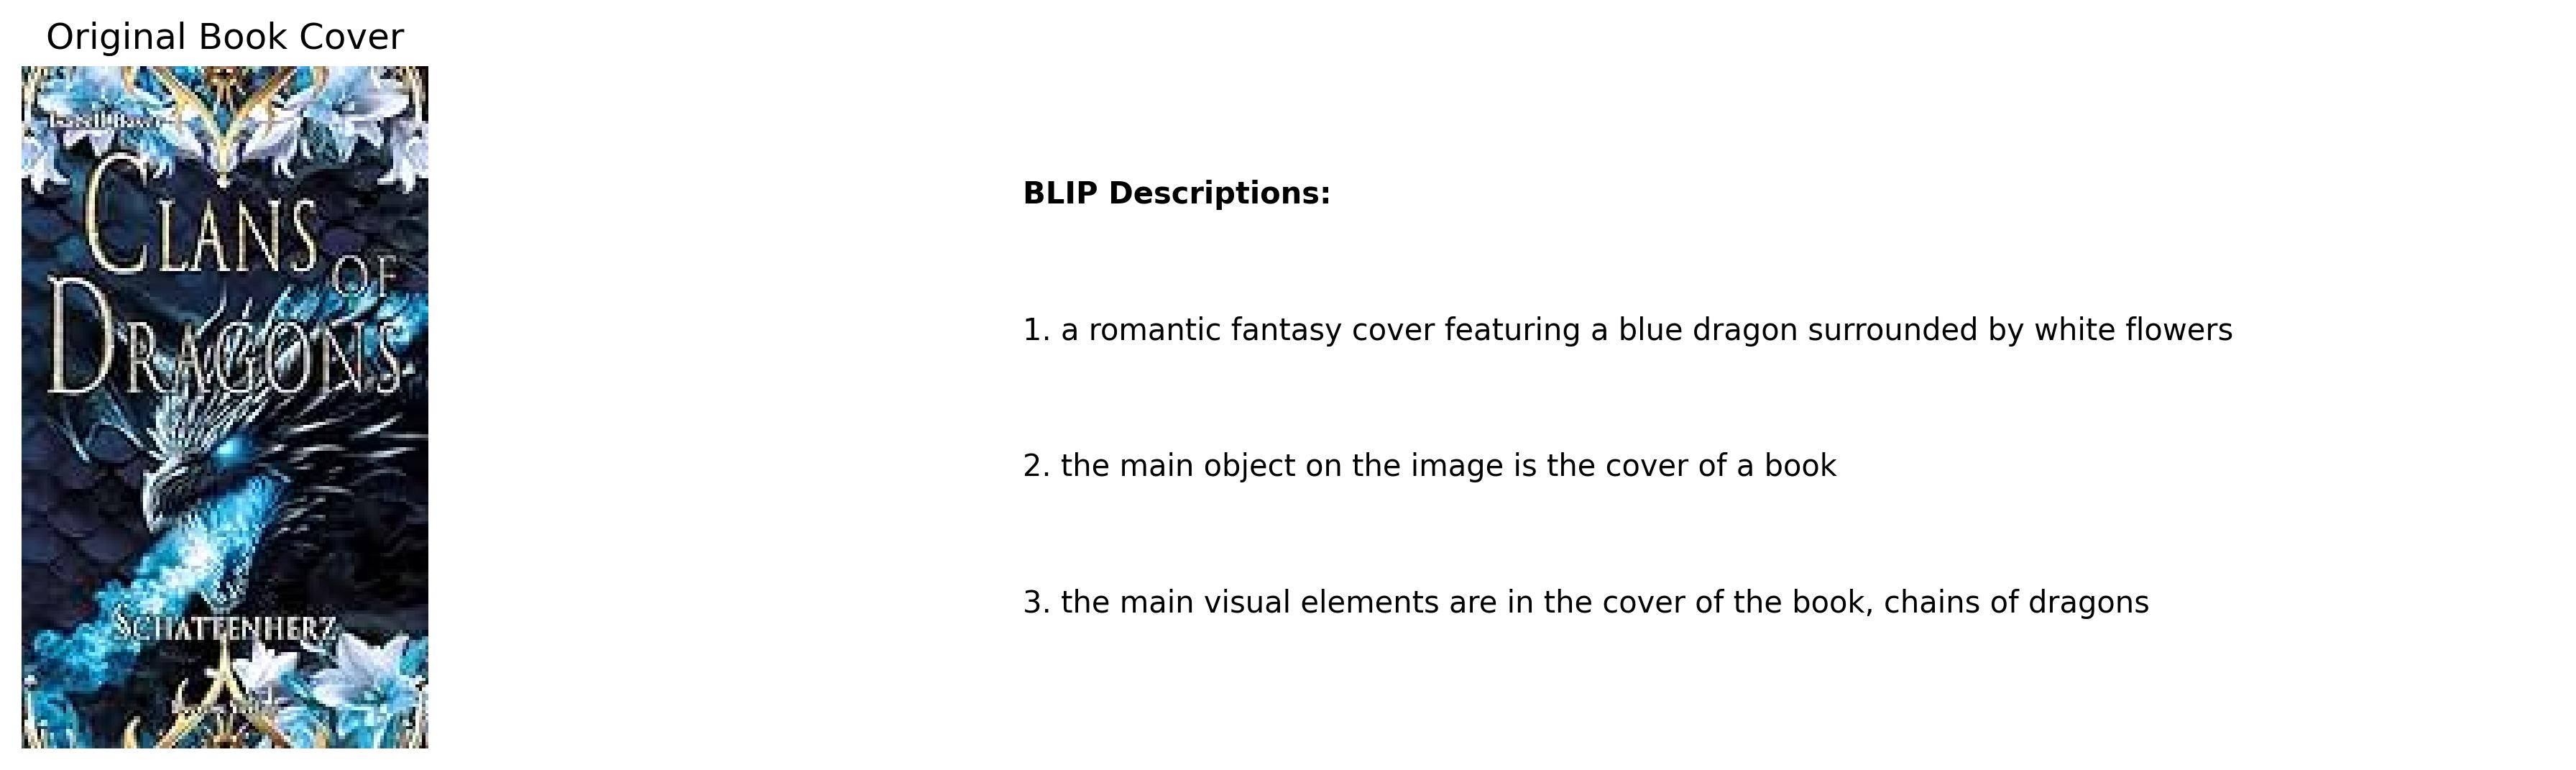 Original Book Cover
CLANS
OF
DRAGONS
SCHATTENHERZ
BLIP Descriptions:
1. a romantic fantasy cover featuring a blue dragon surrounded by white flowers
2. the main object on the image is the cover of a book
3. the main visual elements are in the cover of the book, chains of dragons